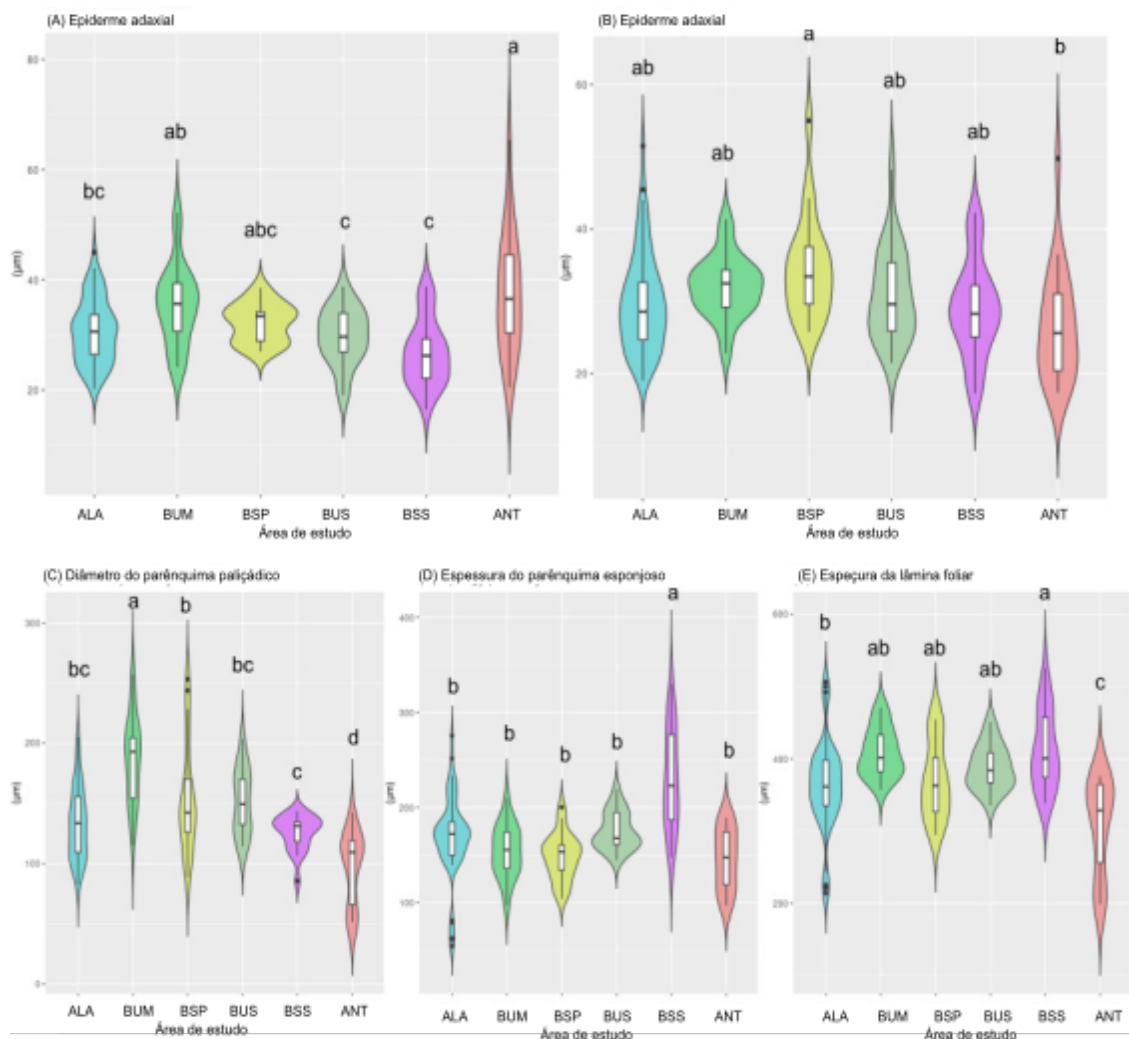 (A) Epiderme adaxial
(B) Epiderme adaxial
80
60
40
20
(µm)
bc
ab
abc
c
c
a
ALA BUM BSP BUS BSS ANT
Área de estudo
60
40
20
(µm)
ab
ab
a
ab
ab
b
ALA BUM BSP BUS BSS ANT
Área de estudo
(C) Diâmetro do parênquima paliçádico
300
200
100
0
(µm)
bc
a
b
bc
c
d
ALA BUM BSP BUS BSS ANT
Área de estudo
(D) Espessura do parênquima esponjoso
400
300
200
100
(µm)
b
b
b
b
a
b
ALA BUM BSP BUS BSS ANT
Área de estudo
(E) Espeçura da lâmina foliar
600
400
200
(µm)
b
ab
ab
ab
a
c
ALA BUM BSP BUS BSS ANT
Área de estudo